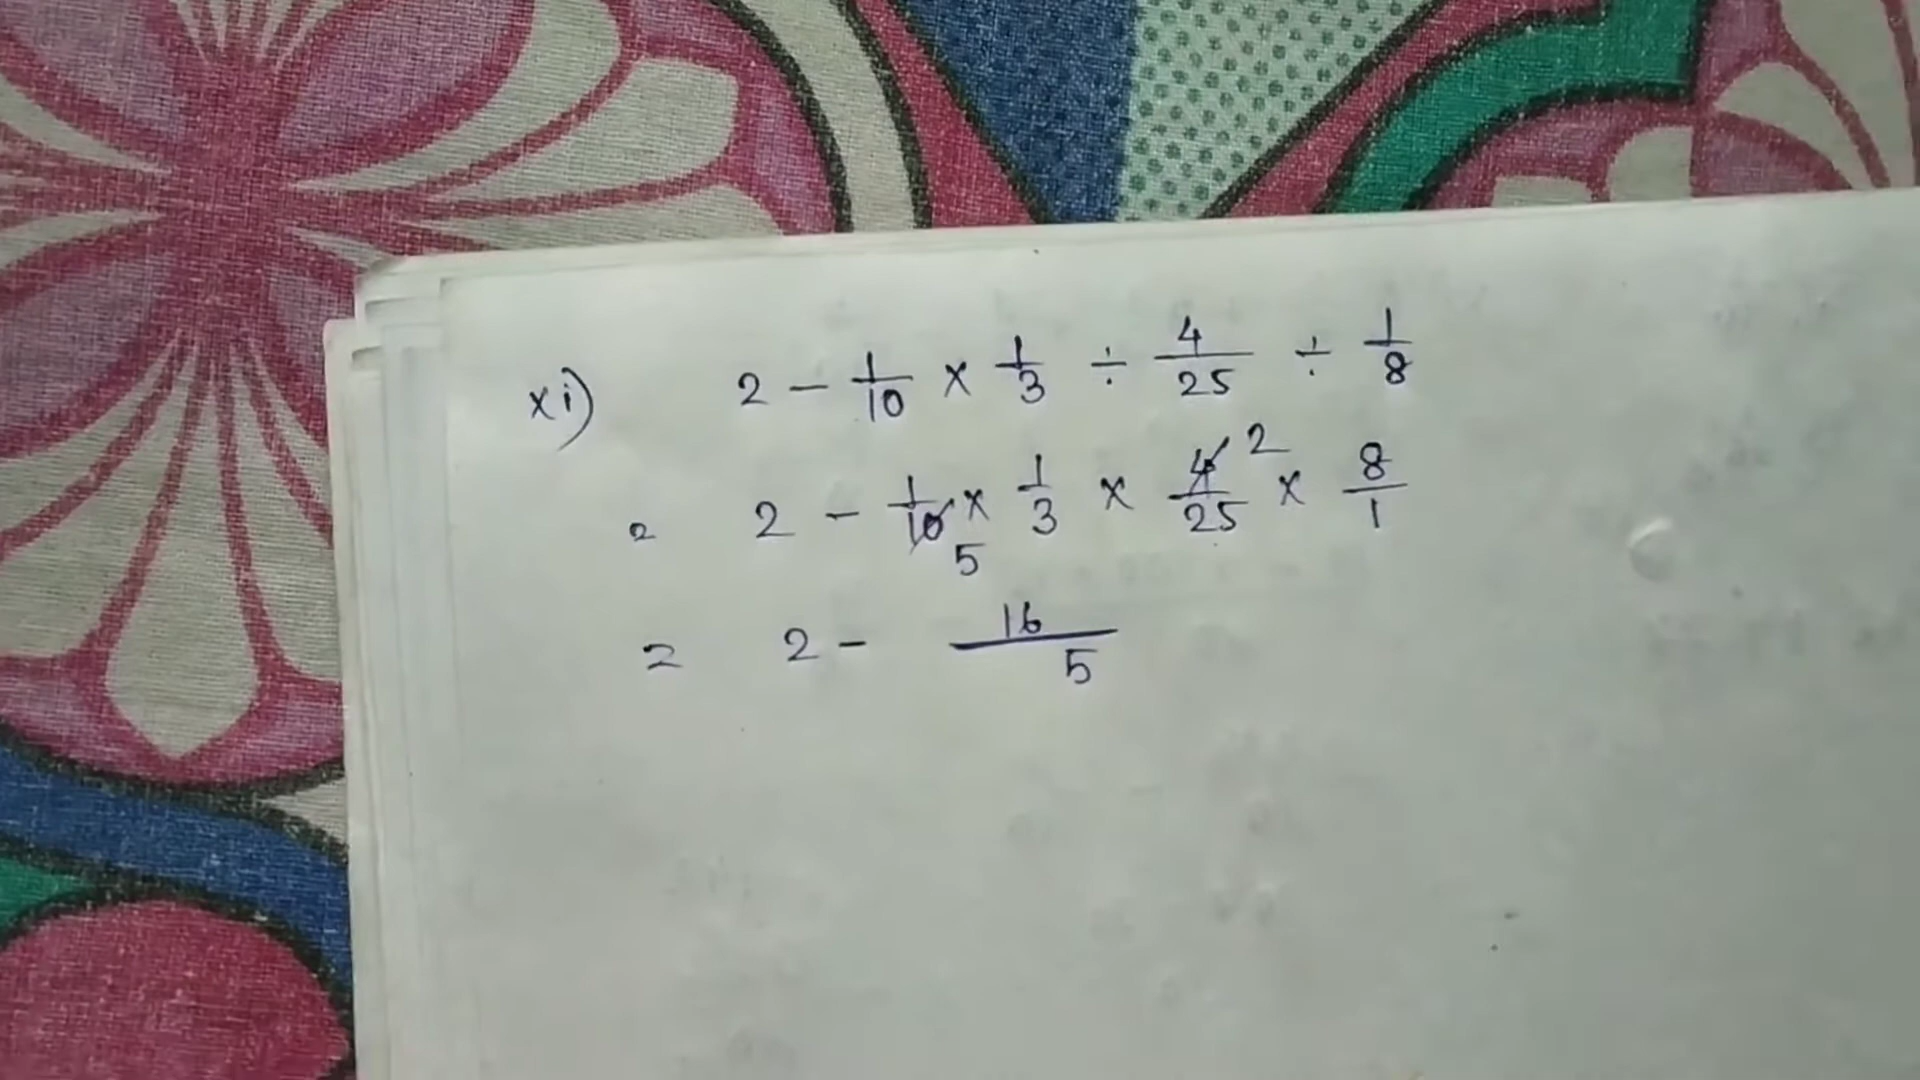 xi) 2 - 1/10 × 1/3 ÷ 4/25 ÷ 1/8
= 2 - 1/10 5 × 1/3 × 4/25 2 × 8/1
= 2 - 16/5